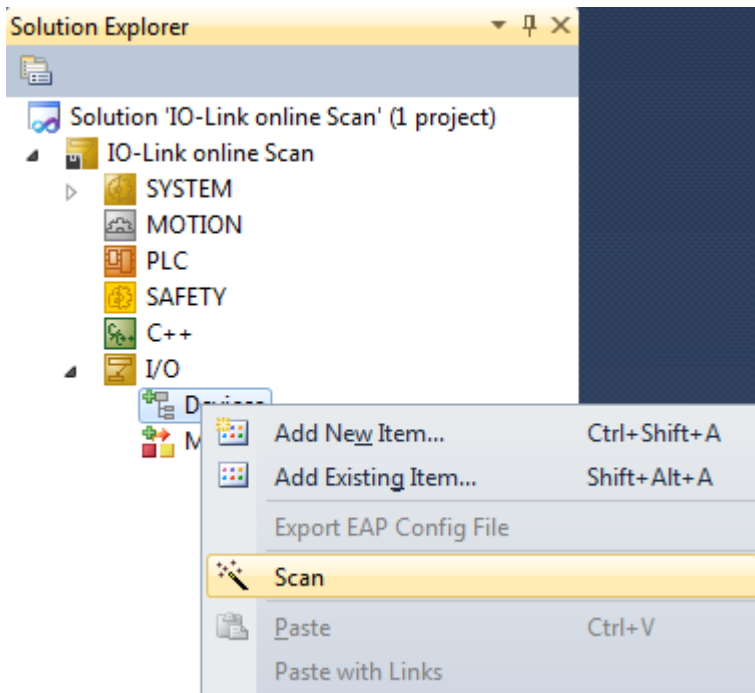 Solution Explorer
Solution 'IO-Link online Scan' (1 project)
IO-Link online Scan
SYSTEM
MOTION
PLC
SAFETY
C++
I/O
Devices
M
Add New Item... Ctrl+Shift+A
Add Existing Item... Shift+Alt+A
Export EAP Config File
Scan
Paste Ctrl+V
Paste with Links